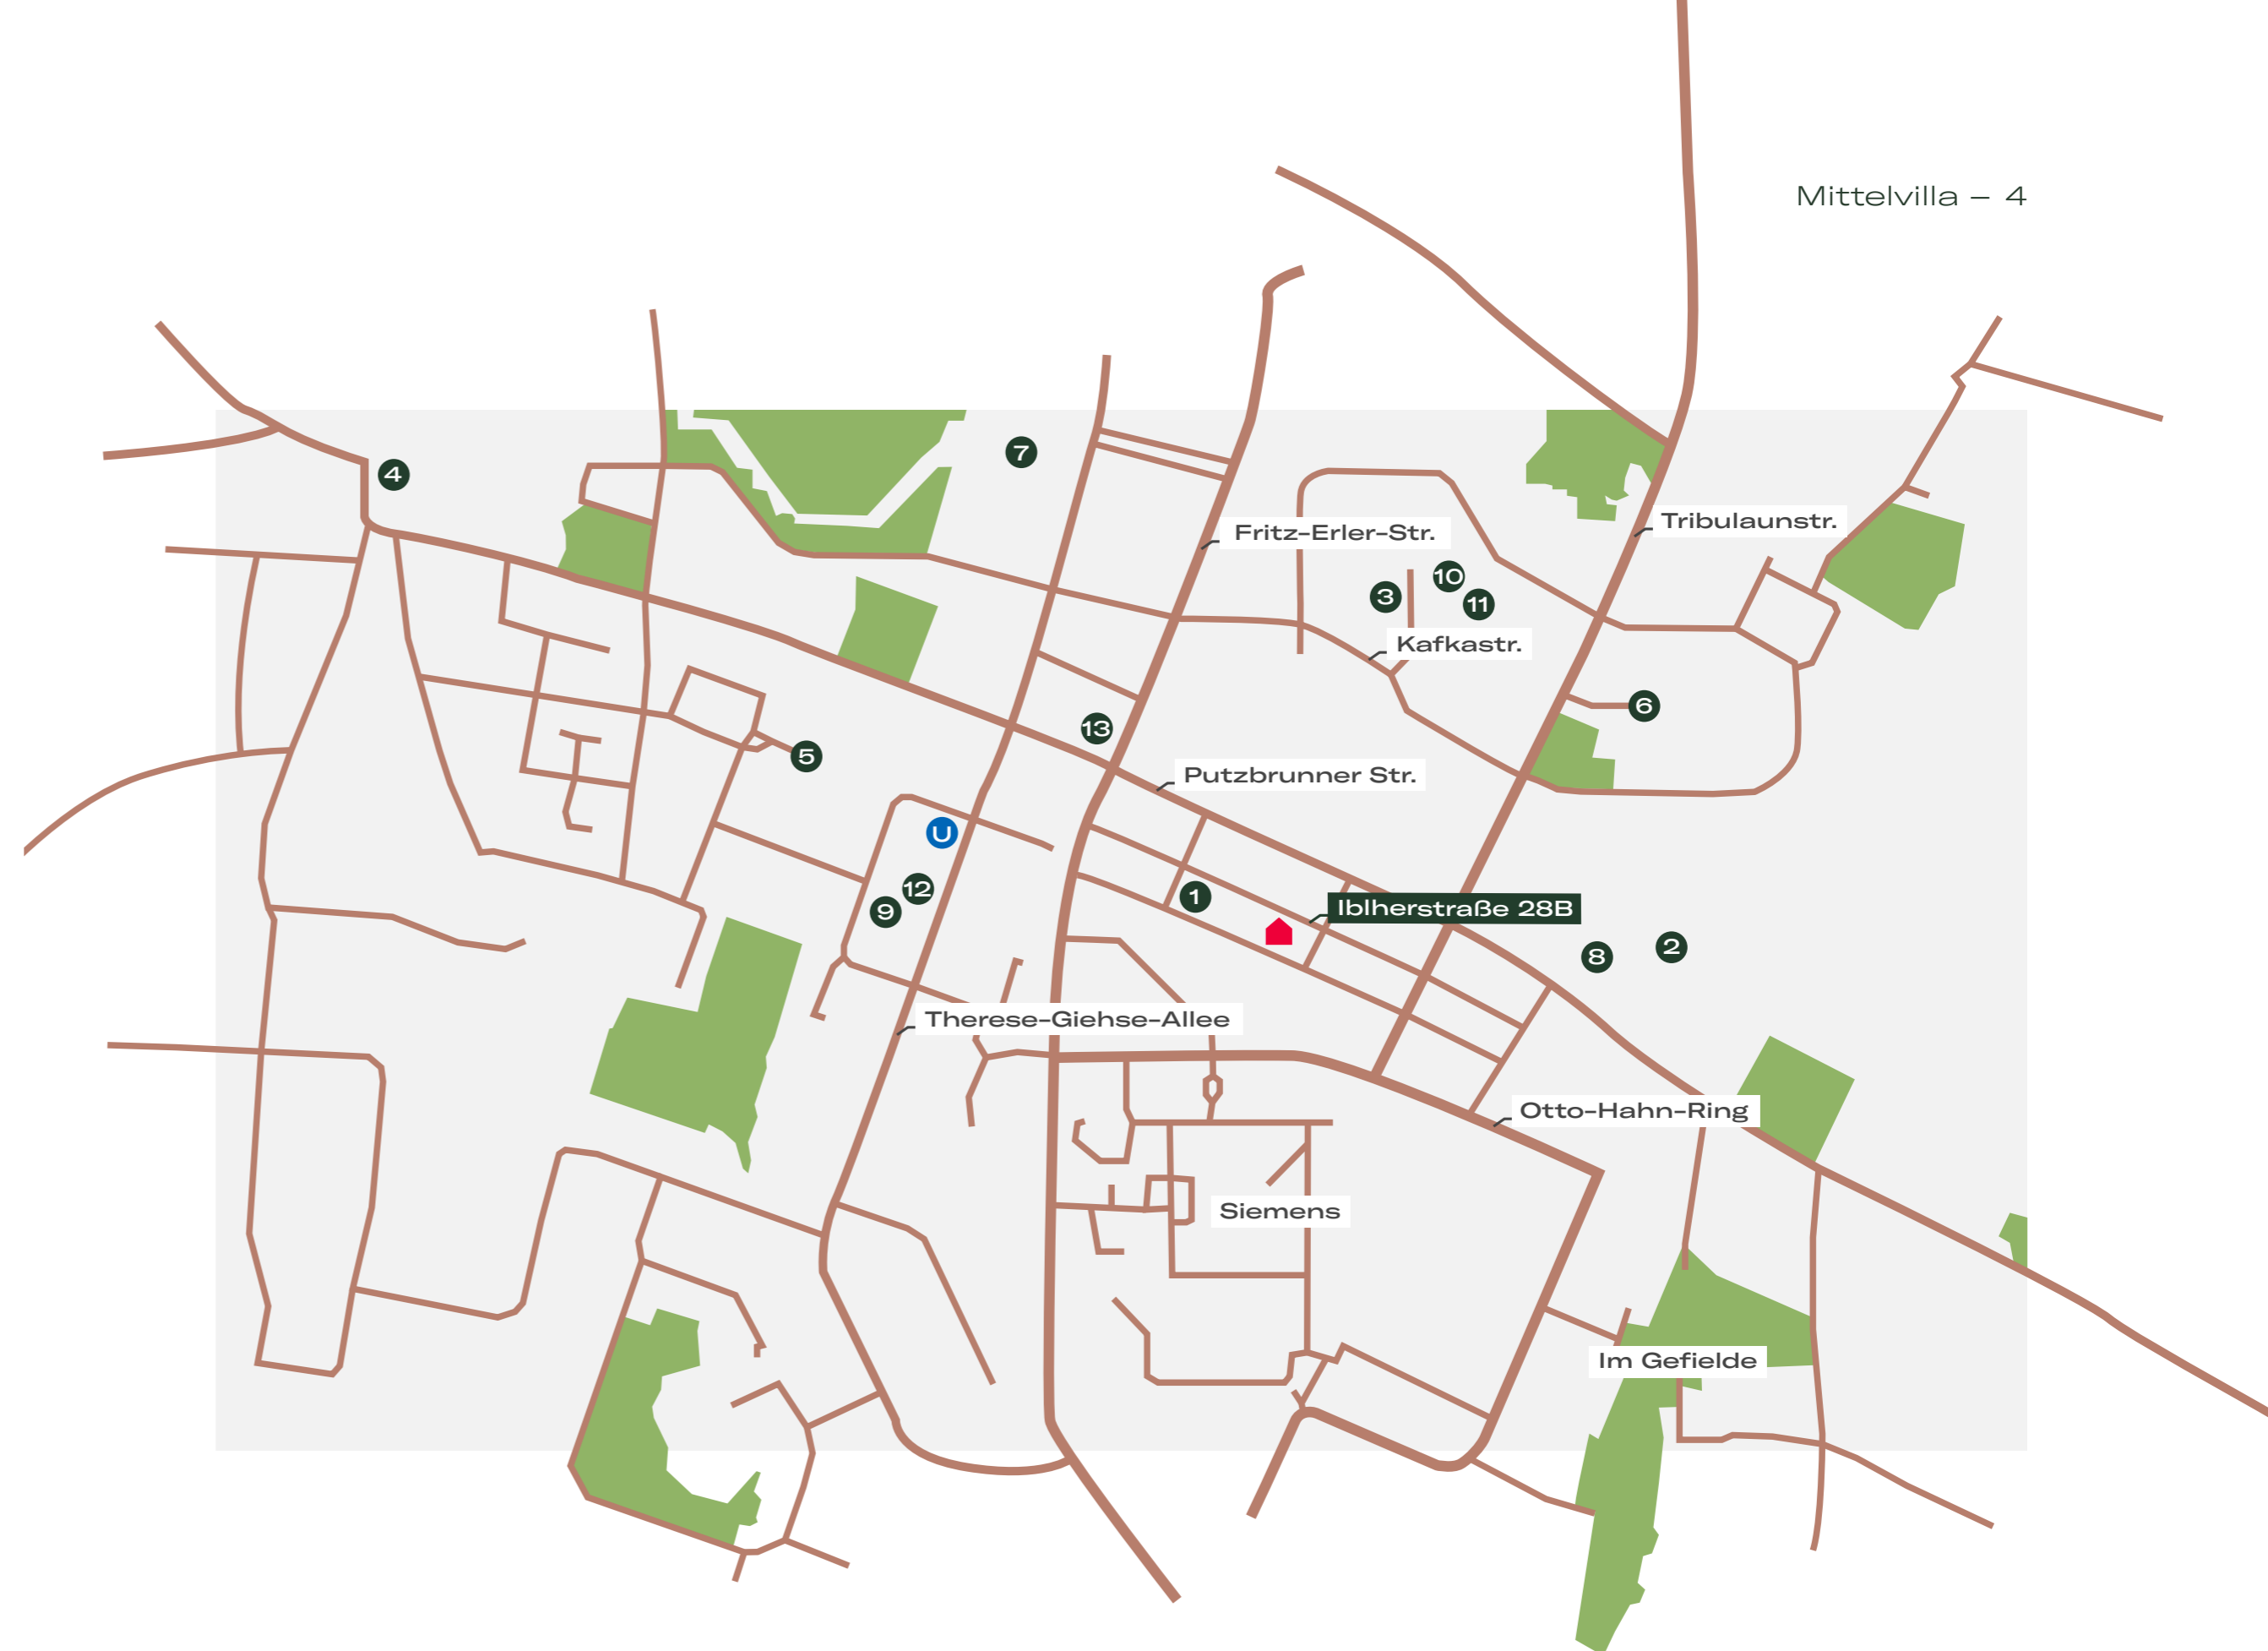 Mittelvilla – 4
7
4
Tribulaunstr.
Fritz-Erler-Str.
10
3
11
Kafkastr.
6
13
5
Putzbrunner Str.
U
12
1
9
Iblherstraße 28B
2
8
Therese-Giehse-Allee
Otto-Hahn-Ring
Siemens
Im Gefielde